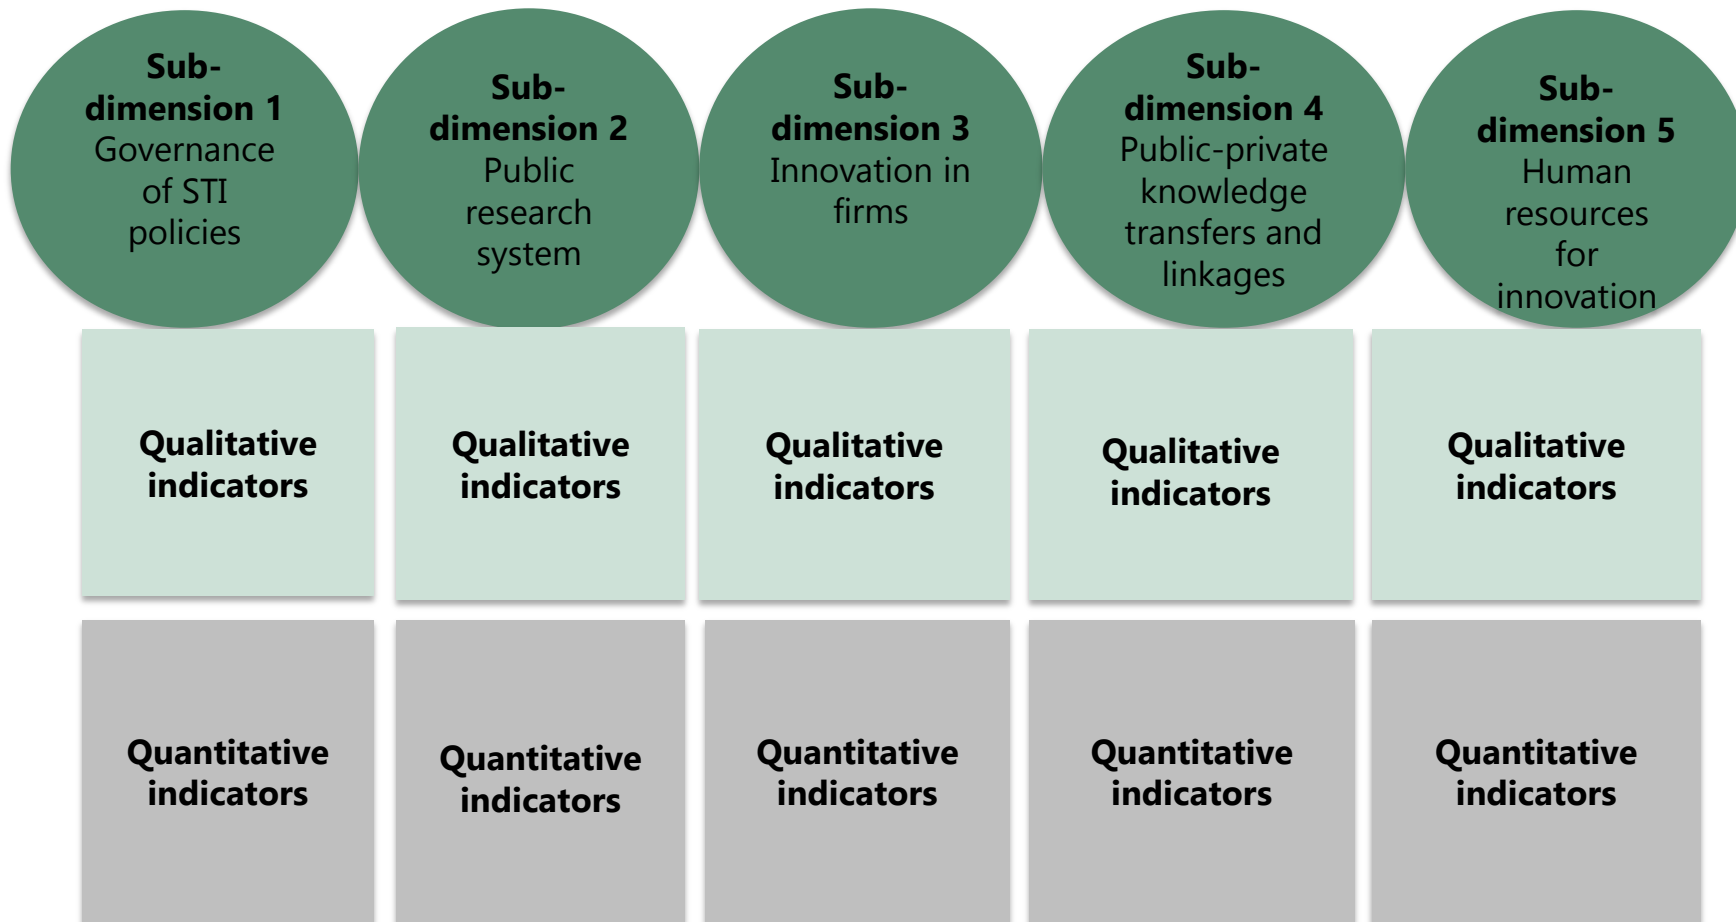 Sub-
dimension 1
Governance
of STI
policies
Sub-
dimension 2
Public
research
system
Sub-
dimension 3
Innovation in
firms
Sub-
dimension 4
Public-private
knowledge
transfers and
linkages
Sub-
dimension 5
Human
resources
for
innovation
Qualitative
indicators
Qualitative
indicators
Qualitative
indicators
Qualitative
indicators
Qualitative
indicators
Quantitative
indicators
Quantitative
indicators
Quantitative
indicators
Quantitative
indicators
Quantitative
indicators